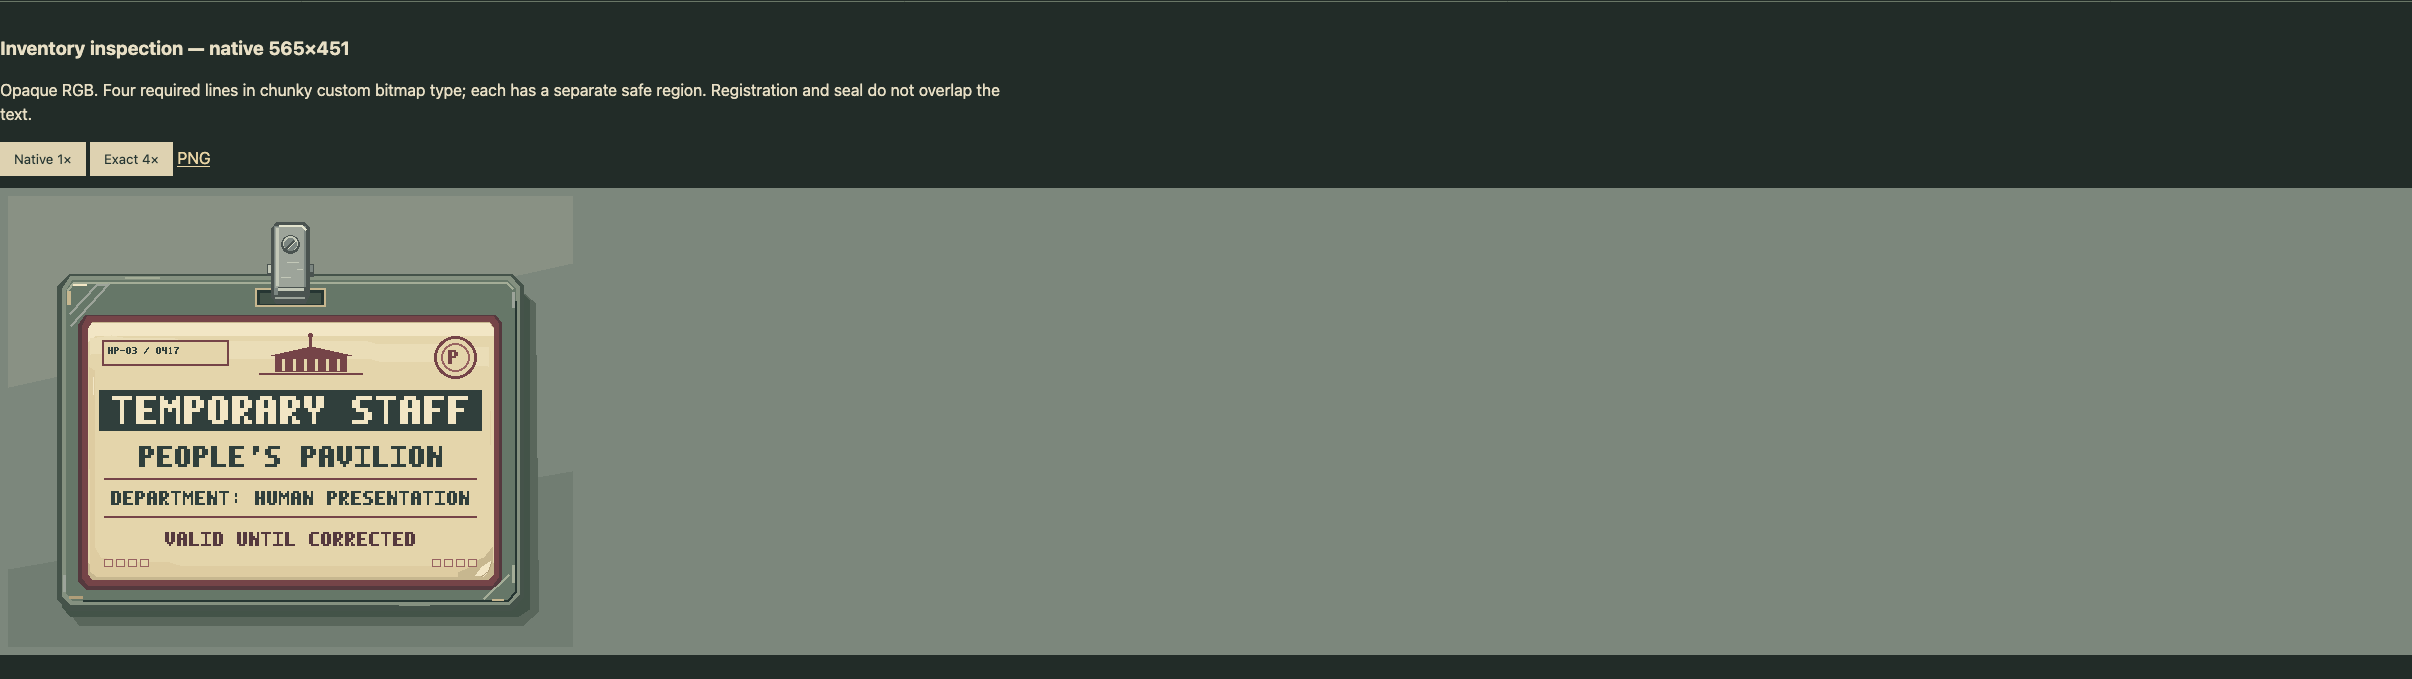 Inventory inspection — native 565×451
Opaque RGB. Four required lines in chunky custom bitmap type; each has a separate safe region. Registration and seal do not overlap the
text.
Native 1× Exact 4× PNG
HP-03 / 0417
P
TEMPORARY STAFF
PEOPLE'S PAVILION
DEPARTMENT: HUMAN PRESENTATION
VALID UNTIL CORRECTED